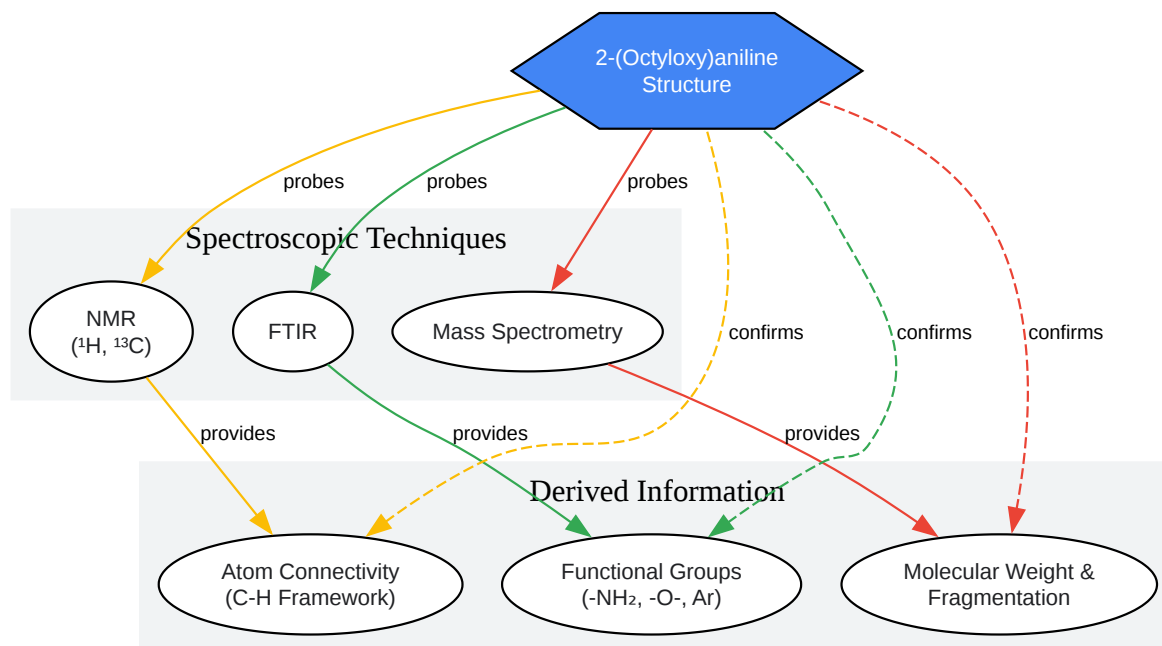 2-(Octyloxy)aniline
Structure
probes
probes
probes
Spectroscopic Techniques
NMR
(¹H, ¹³C)
FTIR
Mass Spectrometry
confirms
confirms
confirms
provides
provides
provides
Derived Information
Atom Connectivity
(C-H Framework)
Functional Groups
(-NH₂, -O-, Ar)
Molecular Weight &
Fragmentation